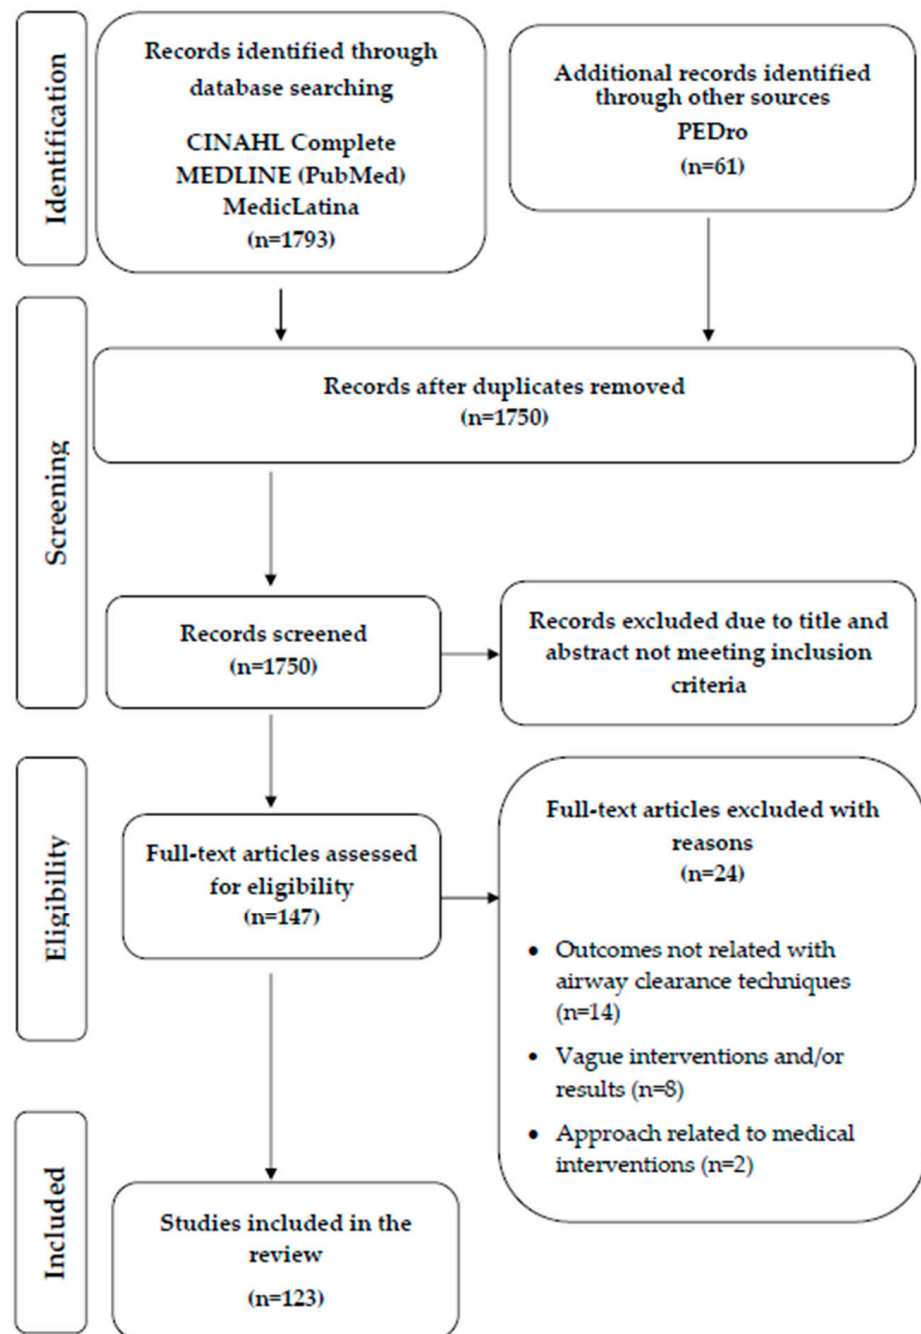 Identification
Records identified through
database searching
CINAHL Complete
MEDLINE (PubMed)
MedicLatina
(n=1793)
Additional records identified
through other sources
PEDro
(n=61)
Screening
Records after duplicates removed
(n=1750)
Records screened
(n=1750)
Records excluded due to title and
abstract not meeting inclusion
criteria
Eligibility
Full-text articles assessed
for eligibility
(n=147)
Full-text articles excluded with
reasons
(n=24)
• Outcomes not related with
airway clearance techniques
(n=14)
• Vague interventions and/or
results (n=8)
• Approach related to medical
interventions (n=2)
Included
Studies included in the
review
(n=123)